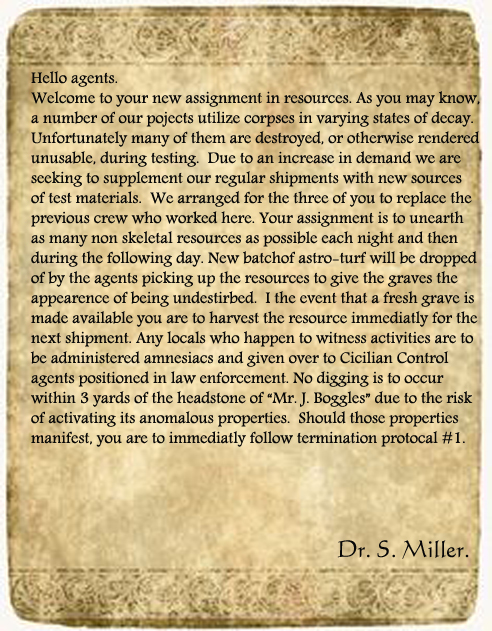 Hello agents.
Welcome to your new assignment in resources. As you may know,
a number of our pojects utilize corpses in varying states of decay.
Unfortunately many of them are destroyed, or otherwise rendered
unusable, during testing.  Due to an increase in demand we are
seeking to supplement our regular shipments with new sources
of test materials.  We arranged for the three of you to replace the
previous crew who worked here. Your assignment is to unearth
as many non skeletal resources as possible each night and then
during the following day. New batchof astro-turf will be dropped
of by the agents picking up the resources to give the graves the
appearence of being undestirbed.  I the event that a fresh grave is
made available you are to harvest the resource immediatly for the
next shipment. Any locals who happen to witness activities are to
be administered amnesiacs and given over to Cicilian Control
agents positioned in law enforcement. No digging is to occur
within 3 yards of the headstone of “Mr. J. Boggles” due to the risk
of activating its anomalous properties.  Should those properties
manifest, you are to immediatly follow termination protocal #1.
Dr. S. Miller.